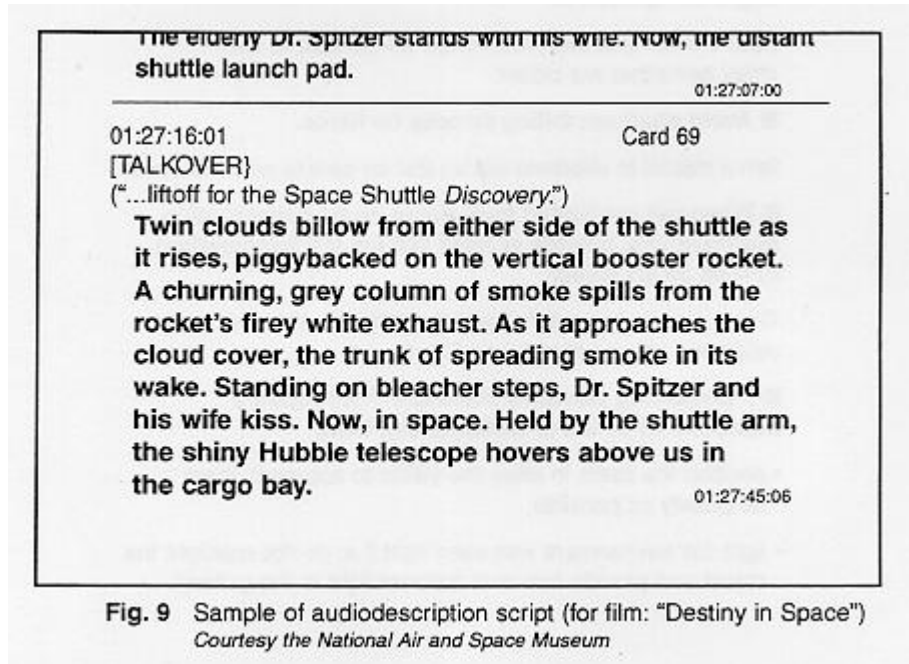 The elderly Dr. Spitzer stands with his wife. Now, the distant
shuttle launch pad.
01:27:07:00
01:27:16:01 Card 69
[TALKOVER}
("...liftoff for the Space Shuttle Discovery.")
Twin clouds billow from either side of the shuttle as
it rises, piggybacked on the vertical booster rocket.
A churning, grey column of smoke spills from the
rocket's firey white exhaust. As it approaches the
cloud cover, the trunk of spreading smoke in its
wake. Standing on bleacher steps, Dr. Spitzer and
his wife kiss. Now, in space. Held by the shuttle arm,
the shiny Hubble telescope hovers above us in
the cargo bay.
01:27:45:06
Fig. 9 Sample of audiodescription script (for film: "Destiny in Space")
Courtesy the National Air and Space Museum